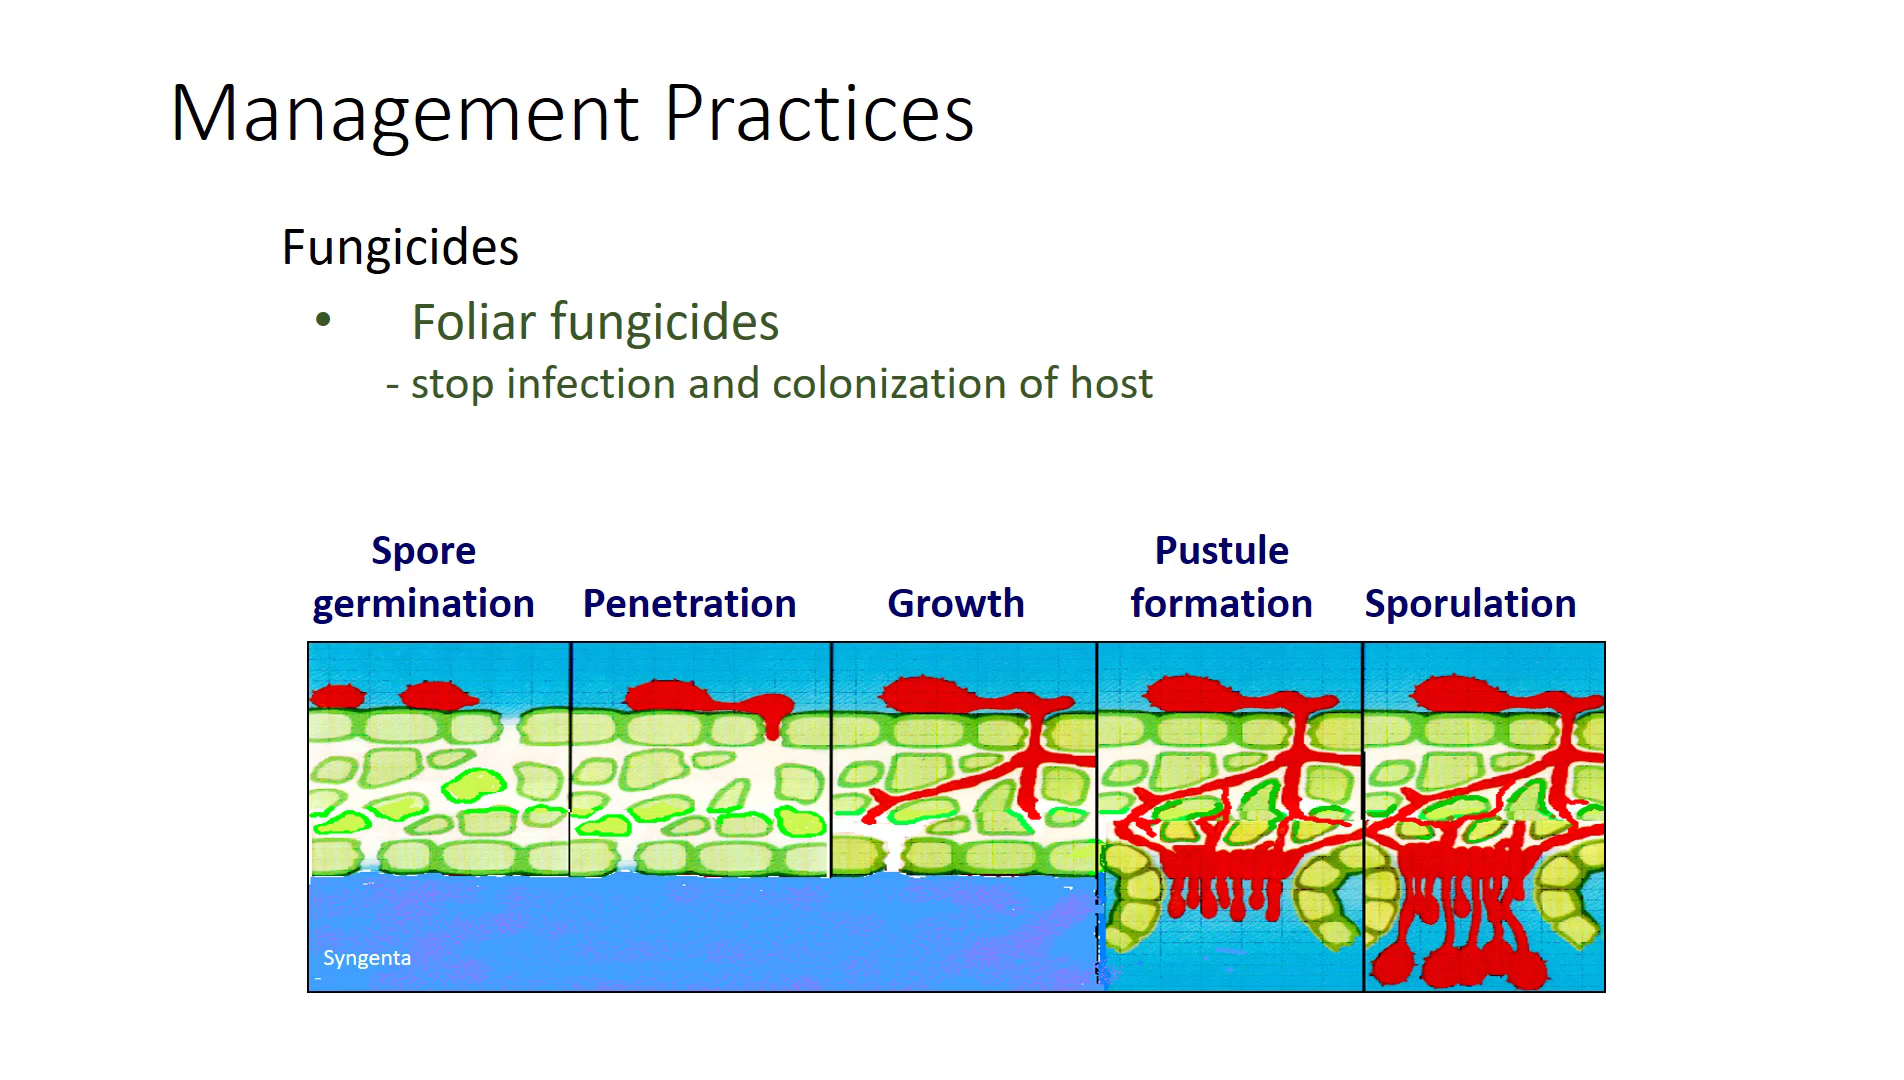 Management Practices
Fungicides
• Foliar fungicides
- stop infection and colonization of host
Spore
germination
Penetration
Growth
Pustule
formation
Sporulation
Syngenta